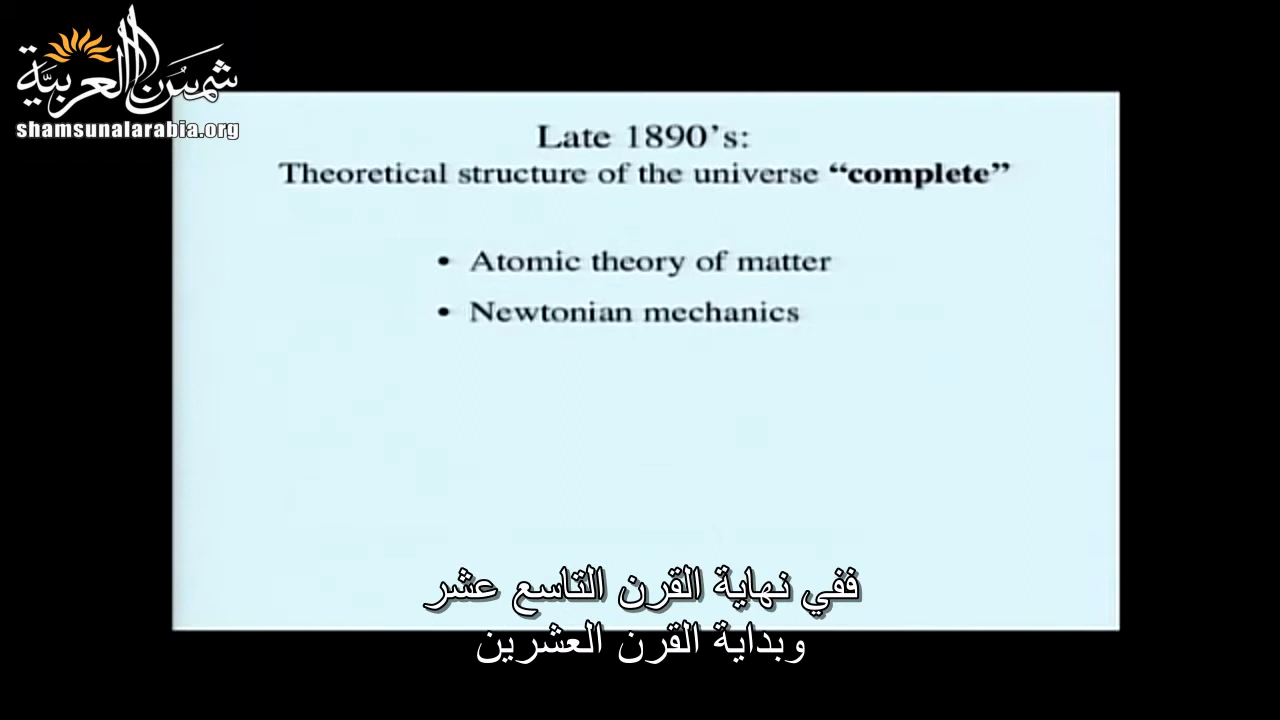 شمس العربية
shamsunalarabia.org
Late 1890's:
Theoretical structure of the universe “complete”
• Atomic theory of matter
• Newtonian mechanics
ففي نهاية القرن التاسع عشر
وبداية القرن العشرين